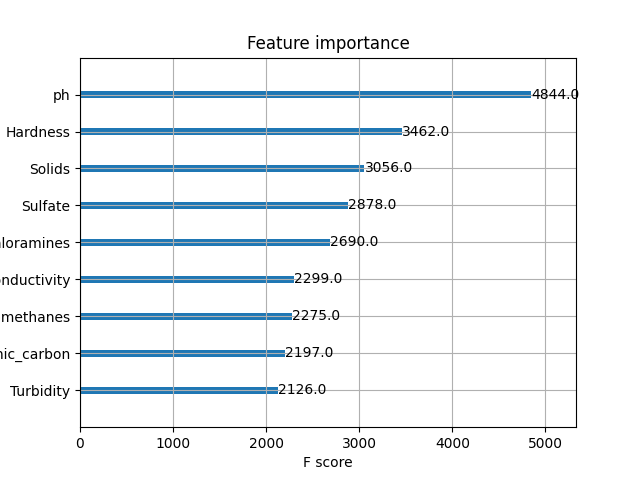 Feature importance
ph 4844.0
Hardness 3462.0
Solids 3056.0
Sulfate 2878.0
loramines 2690.0
nductivity 2299.0
methanes 2275.0
nic_carbon 2197.0
Turbidity 2126.0
0 1000 2000 3000 4000 5000
F score